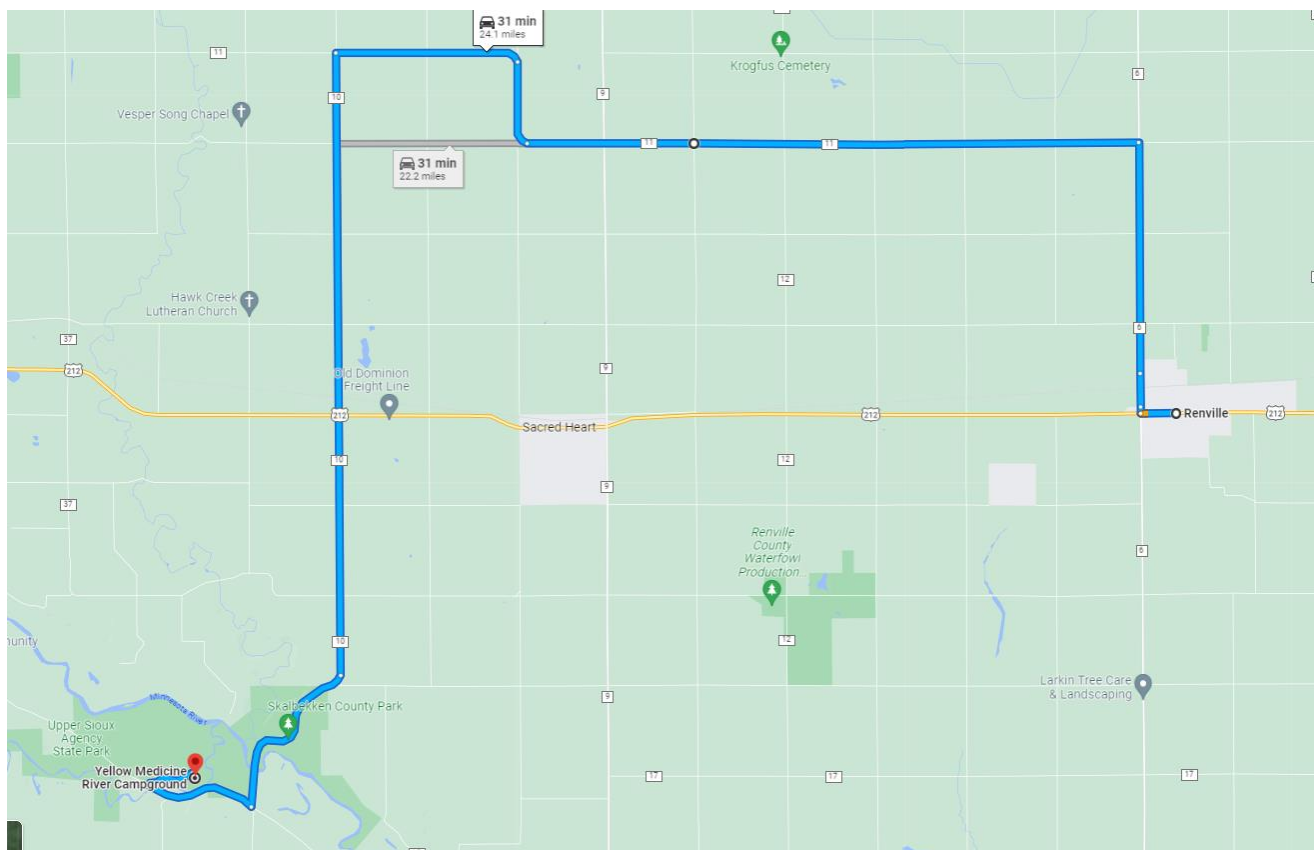 31 min
24.1 miles
11
Krogfus Cemetery
6
10
9
Vesper Song Chapel
11
11
31 min
22.2 miles
12
Hawk Creek
Lutheran Church
6
37
212
9
Old Dominion
Freight Line
212
212
Renville
212
Sacred Heart
10
12
9
37
Renville
County
Waterfowl
Production...
6
10
12
munity
Larkin Tree Care
& Landscaping
Minnesota River
9
Skalbekken County Park
Upper Sioux
Agency
State Park
Yellow Medicine
River Campground
17
17
17